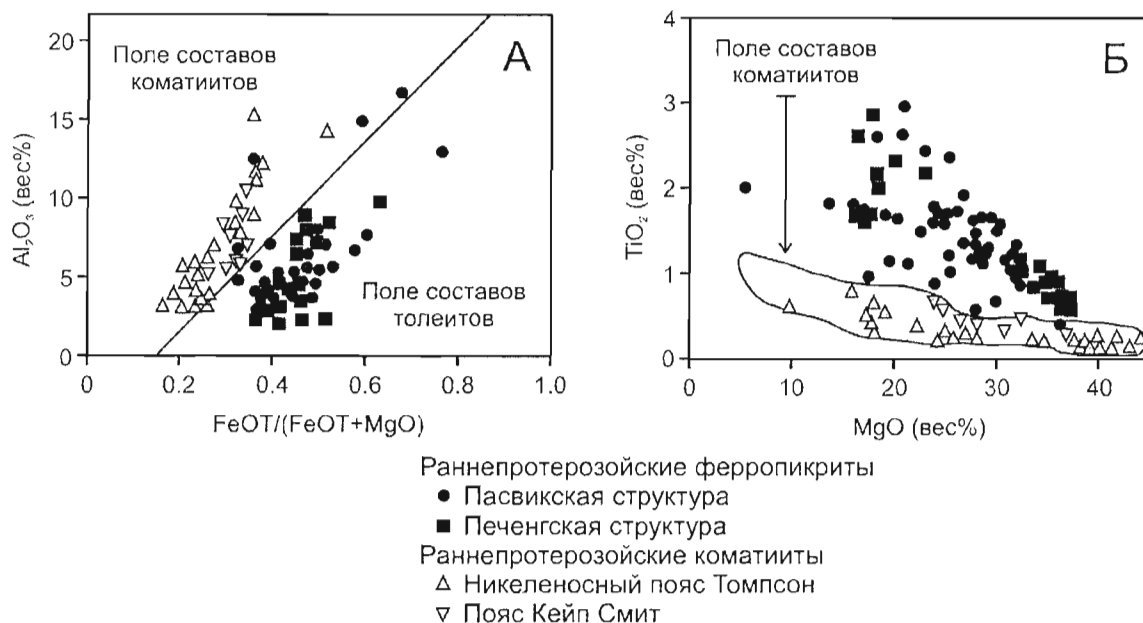 20
15
10
5
0
Al₂O₃ (вес%)
Поле составов
коматиитов
А
Поле составов
толеитов
0
0.2
0.4
0.6
0.8
1.0
FeOT/(FeOT+MgO)
4
3
2
1
0
TiO₂ (вес%)
Поле составов
коматиитов
Б
10
20
30
40
MgO (вес%)
Раннепротерозойские ферропикриты
Пасвикская структура
Печенгская структура
Раннепротерозойские коматииты
Никеленосный пояс Томпсон
Пояс Кейп Смит